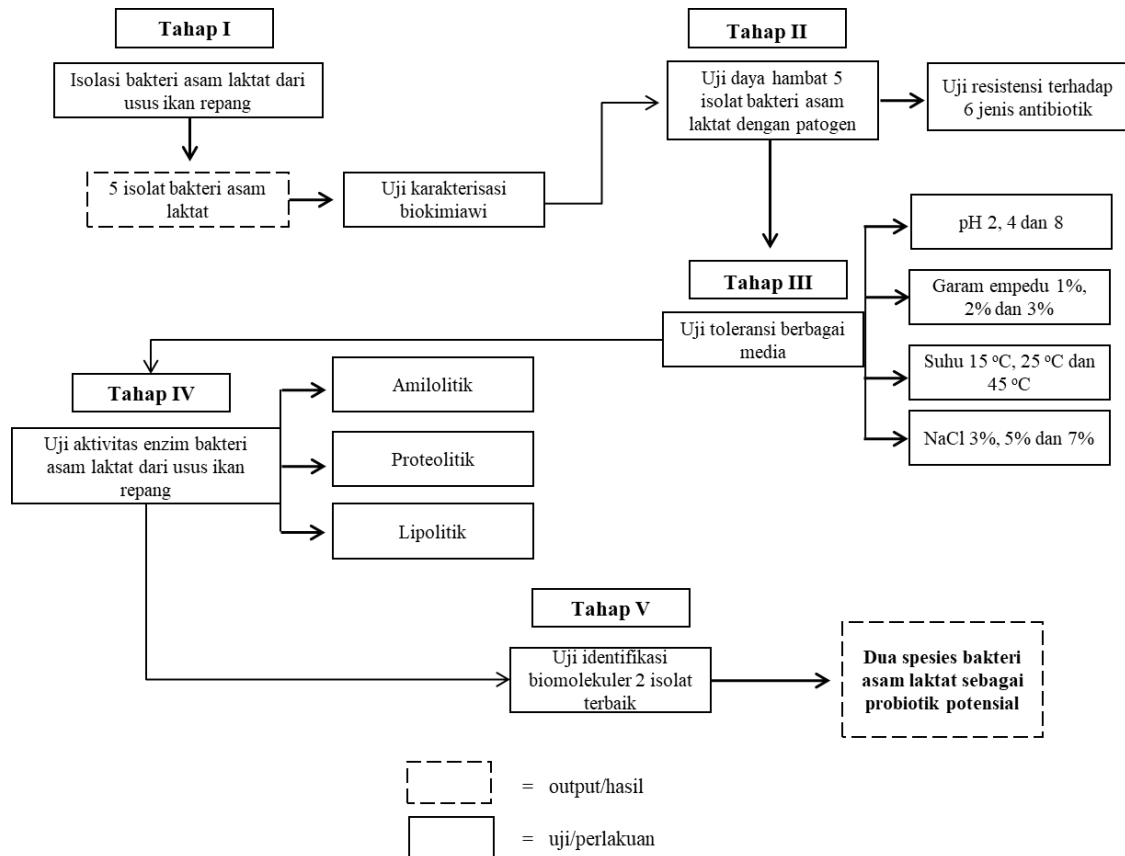 Tahap I
Isolasi bakteri asam laktat dari
usus ikan repang
5 isolat bakteri asam
laktat
Uji karakterisasi
biokimiawi
Tahap II
Uji daya hambat 5
isolat bakteri asam
laktat dengan patogen
Uji resistensi terhadap
6 jenis antibiotik
Tahap III
Uji toleransi berbagai
media
pH 2, 4 dan 8
Garam empedu 1%,
2% dan 3%
Suhu 15 °C, 25 °C dan
45 °C
NaCl 3%, 5% dan 7%
Tahap IV
Uji aktivitas enzim bakteri
asam laktat dari usus ikan
repang
Amilolitik
Proteolitik
Lipolitik
Tahap V
Uji identifikasi
biomolekuler 2 isolat
terbaik
Dua spesies bakteri
asam laktat sebagai
probiotik potensial
= output/hasil
= uji/perlakuan